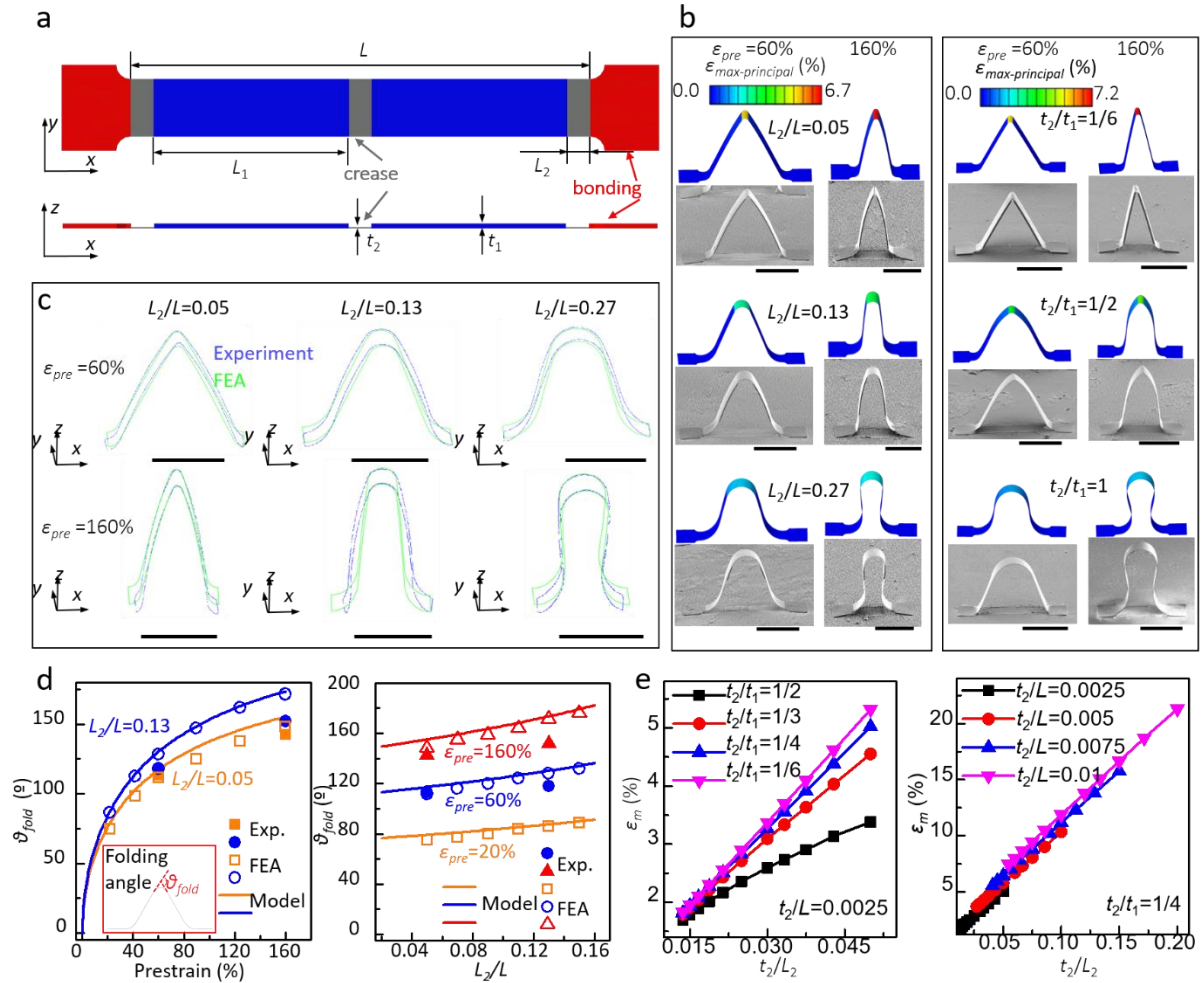 a
L
y
x
L1
crease
L2
bonding
z
x
t2
t1
b
εpre =60% 160%
εmax-principal (%)
0.0 6.7
L2/L=0.05
L2/L=0.13
L2/L=0.27
εpre =60% 160%
εmax-principal (%)
0.0 7.2
t2/t1=1/6
t2/t1=1/2
t2/t1=1
c
L2/L=0.05 L2/L=0.13 L2/L=0.27
Experiment
FEA
εpre =60%
z z z
y x y x y x
εpre =160%
z z z
y x y x y x
d
ϑfold (º)
150
100
50
0
L2/L=0.13
L2/L=0.05
Exp.
FEA
Model
Folding
angle
ϑfold
0 40 80 120 160
Prestrain (%)
ϑfold (º)
200
160
120
80
40
0
εpre=160%
εpre=60%
εpre=20%
Exp.
Model FEA
0.04 0.08 0.12 0.16
L2/L
e
εm (%)
5
4
3
2
t2/t1=1/2
t2/t1=1/3
t2/t1=1/4
t2/t1=1/6
t2/L=0.0025
0.015 0.030 0.045
t2/L2
εm (%)
20
15
10
5
t2/L=0.0025
t2/L=0.005
t2/L=0.0075
t2/L=0.01
t2/t1=1/4
0.05 0.10 0.15 0.20
t2/L2